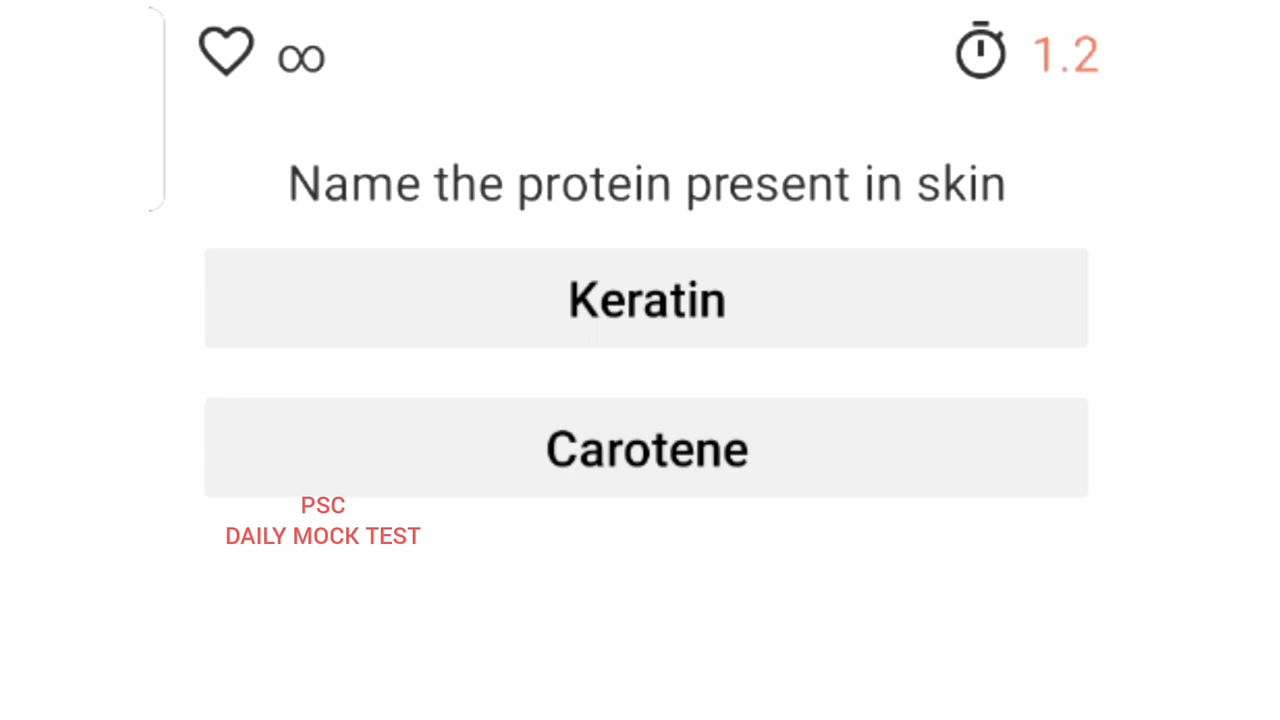 ∞ 1.2
Name the protein present in skin
Keratin
Carotene
PSC
DAILY MOCK TEST